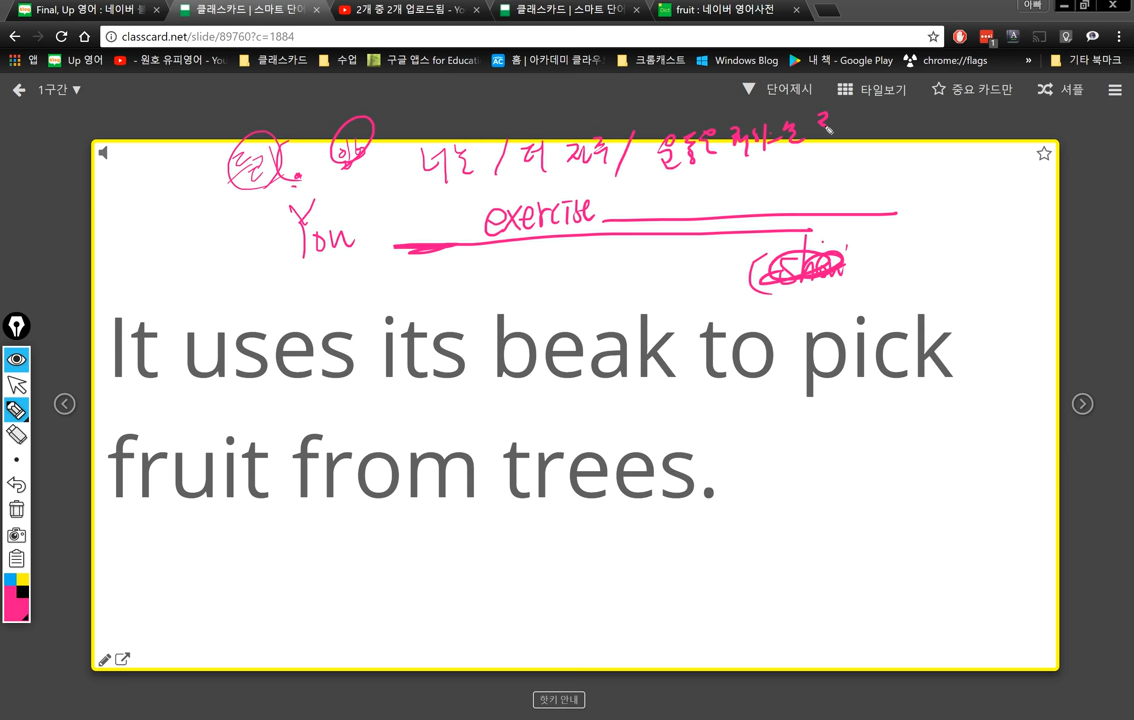 Final, Up 영어 : 네이버 블
클래스카드 | 스마트 단어
2개 중 2개 업로드됨 - Yo
클래스카드 | 스마트 단어
fruit : 네이버 영어사전
아빠
classcard.net/slide/89760?c=1884
앱 Up 영어 - 원호 유피영어 - You 클래스카드 수업 구글 앱스 for Educati 홈 | 아카데미 클라우드 크롬캐스트 Windows Blog 내 책 - Google Play chrome://flags » 기타 북마크
1구간 ▼ 단어제시 타일보기 중요 카드만 셔플
너는 / 더 자주 / 운동은
You exercise
It uses its beak to pick
fruit from trees.
핫키 안내